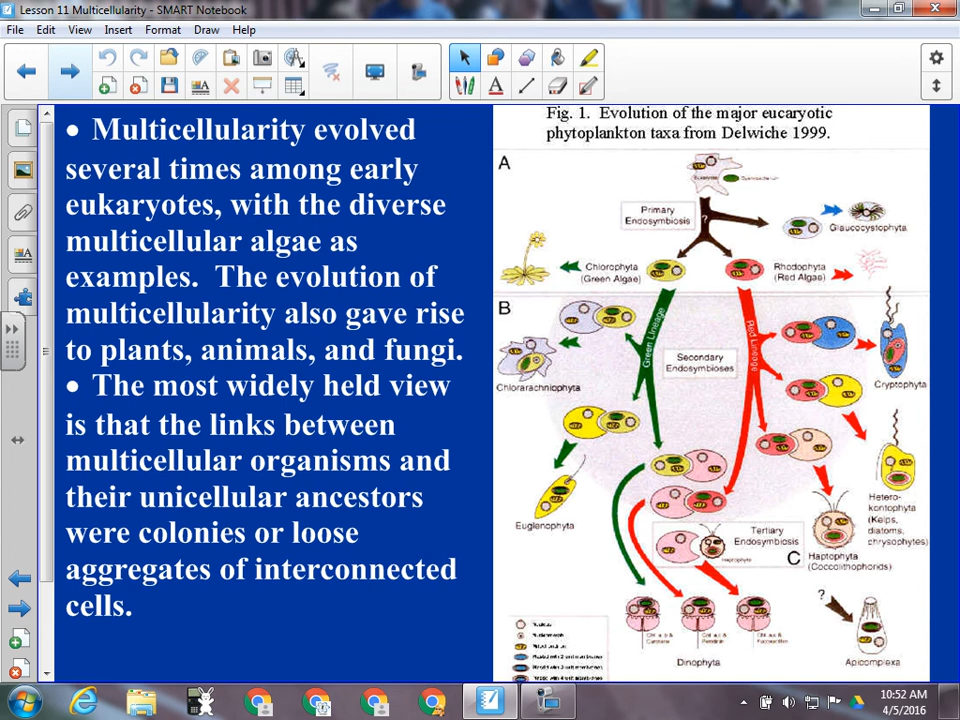 Lesson 11 Multicellularity - SMART Notebook
File Edit View Insert Format Draw Help
• Multicellularity evolved
several times among early
eukaryotes, with the diverse
multicellular algae as
examples.  The evolution of
multicellularity also gave rise
to plants, animals, and fungi.
• The most widely held view
is that the links between
multicellular organisms and
their unicellular ancestors
were colonies or loose
aggregates of interconnected
cells.
Fig. 1.  Evolution of the major eucaryotic
phytoplankton taxa from Delwiche 1999.
A
Primary
Endosymbiosis
?
Glaucocystophyta
Chlorophyta
(Green Algae)
Rhodophyta
(Red Algae)
B
Green Lineage
Red Lineage
Secondary
Endosymbioses
Chlorarachniophyta
Cryptophyta
Euglenophyta
Hetero-
kontophyta
(Kelps,
diatoms,
chrysophytes)
Tertiary
Endosymbiosis
C
Haptophyta
(Coccolithophorids)
?
Dinophyta
Apicomplexa
10:52 AM
4/5/2016